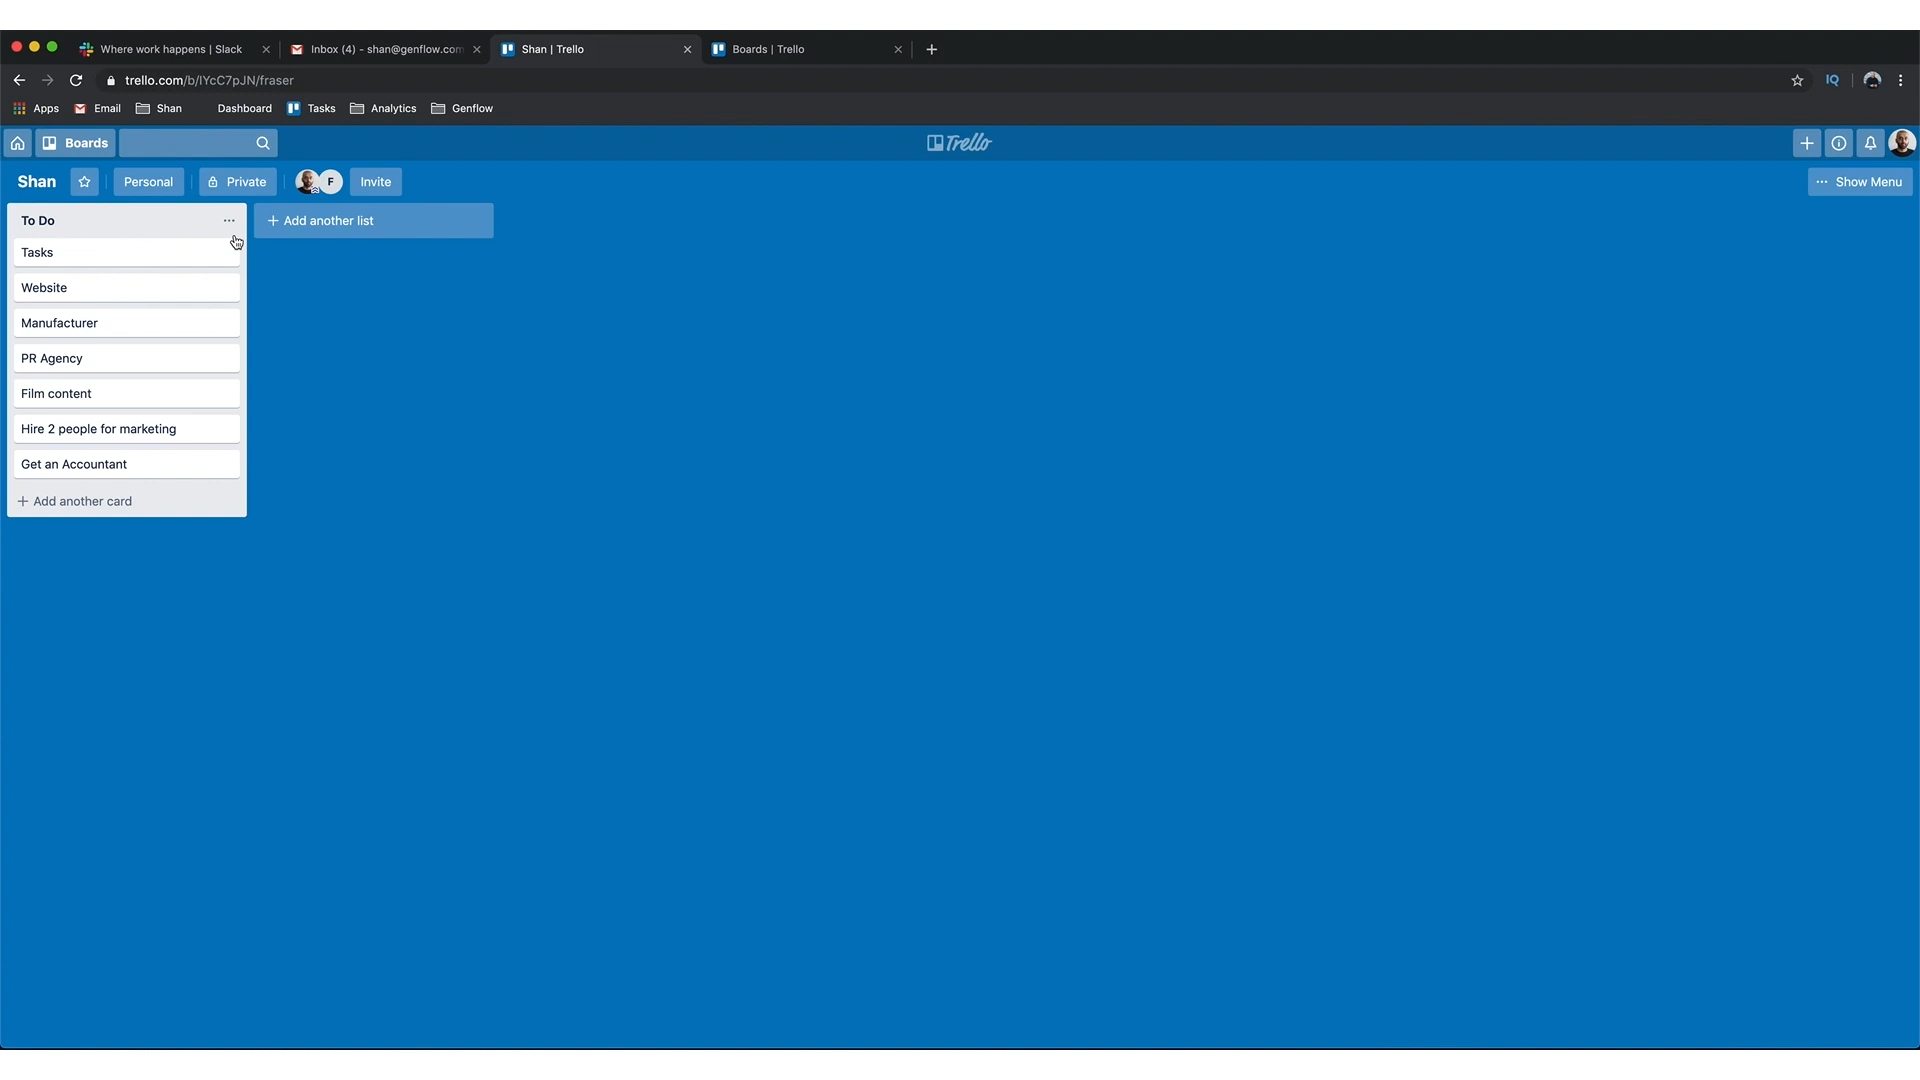 Where work happens | Slack
Inbox (4) - shan@genflow.com
Shan | Trello
Boards | Trello
trello.com/b/lYcC7pJN/fraser
IQ
Apps Email Shan Dashboard Tasks Analytics Genflow
Boards
Trello
Shan
Personal
Private
F
Invite
Show Menu
To Do
Add another list
Tasks
Website
Manufacturer
PR Agency
Film content
Hire 2 people for marketing
Get an Accountant
Add another card